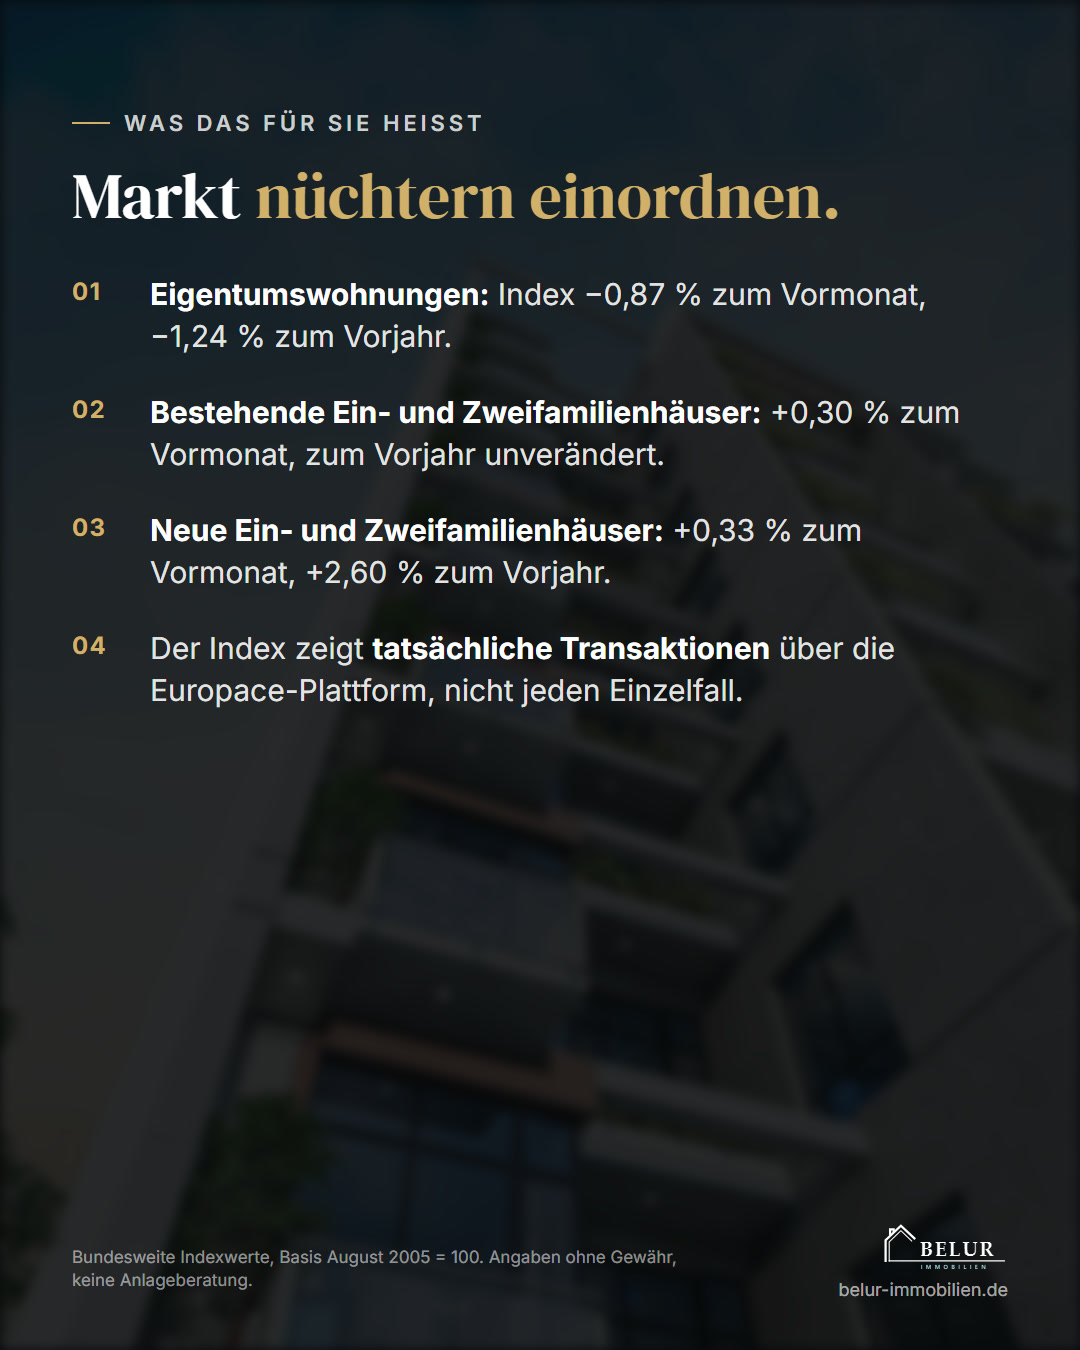 WAS DAS FÜR SIE HEISST
Markt nüchtern einordnen.
01 Eigentumswohnungen: Index −0,87 % zum Vormonat,
−1,24 % zum Vorjahr.
02 Bestehende Ein- und Zweifamilienhäuser: +0,30 % zum
Vormonat, zum Vorjahr unverändert.
03 Neue Ein- und Zweifamilienhäuser: +0,33 % zum
Vormonat, +2,60 % zum Vorjahr.
04 Der Index zeigt tatsächliche Transaktionen über die
Europace-Plattform, nicht jeden Einzelfall.
Bundesweite Indexwerte, Basis August 2005 = 100. Angaben ohne Gewähr,
keine Anlageberatung.
BELUR
IMMOBILIEN
belur-immobilien.de